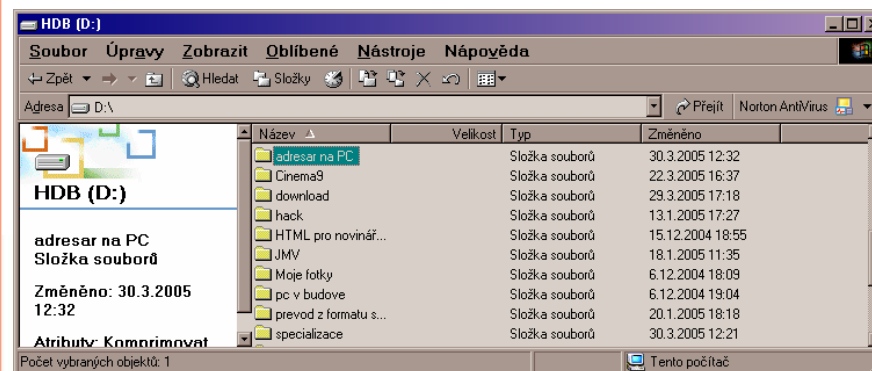 HDB (D:)
Soubor Úpravy Zobrazit Oblíbené Nástroje Nápověda
Zpět Hledat Složky
Adresa D:\ Přejít Norton AntiVirus
HDB (D:)
adresar na PC
Složka souborů
Změněno: 30.3.2005
12:32
Atributy: Komprimovat
Název Velikost Typ Změněno
adresar na PC Složka souborů 30.3.2005 12:32
Cinema9 Složka souborů 22.3.2005 16:37
download Složka souborů 29.3.2005 17:18
hack Složka souborů 13.1.2005 17:27
HTML pro novinář... Složka souborů 15.12.2004 18:55
JMV Složka souborů 18.1.2005 11:35
Moje fotky Složka souborů 6.12.2004 18:09
pc v budove Složka souborů 6.12.2004 19:04
prevod z formatu s... Složka souborů 20.1.2005 18:18
specializace Složka souborů 30.3.2005 12:21
Počet vybraných objektů: 1 Tento počítač